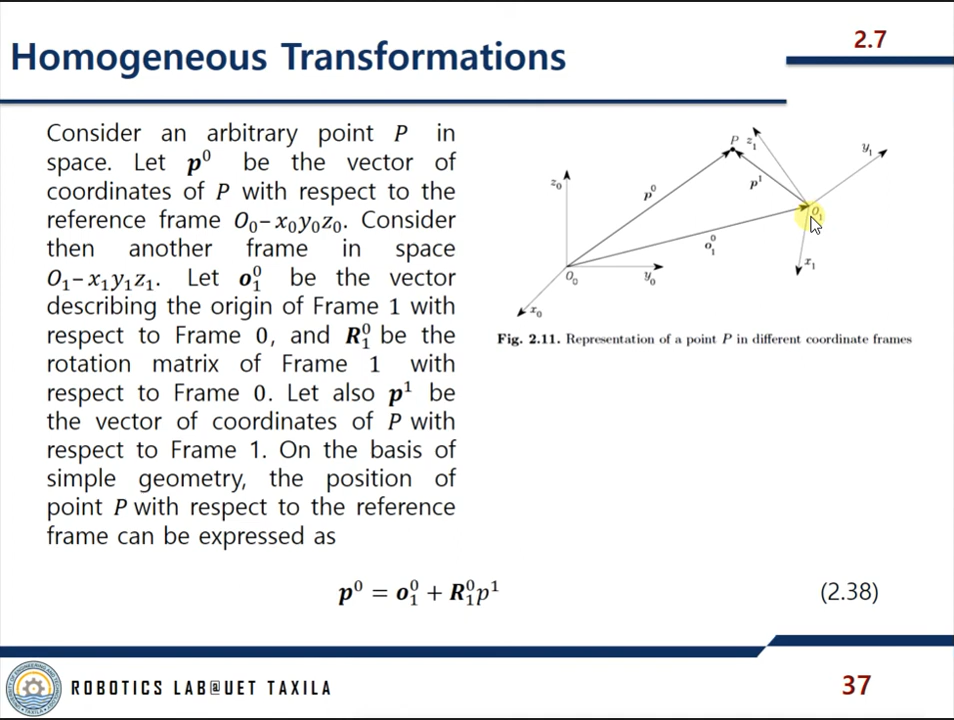 Homogeneous Transformations
2.7
Consider an arbitrary point P in
space. Let p⁰ be the vector of
coordinates of P with respect to the
reference frame O₀–x₀y₀z₀. Consider
then another frame in space
O₁–x₁y₁z₁. Let o₁⁰ be the vector
describing the origin of Frame 1 with
respect to Frame 0, and R₁⁰ be the
rotation matrix of Frame 1 with
respect to Frame 0. Let also p¹ be
the vector of coordinates of P with
respect to Frame 1. On the basis of
simple geometry, the position of
point P with respect to the reference
frame can be expressed as
P
z₁
y₁
z₀
p⁰
p¹
O₁
o₁⁰
x₁
O₀
y₀
x₀
Fig. 2.11. Representation of a point P in different coordinate frames
p⁰ = o₁⁰ + R₁⁰p¹
(2.38)
ROBOTICS LAB@UET TAXILA
37